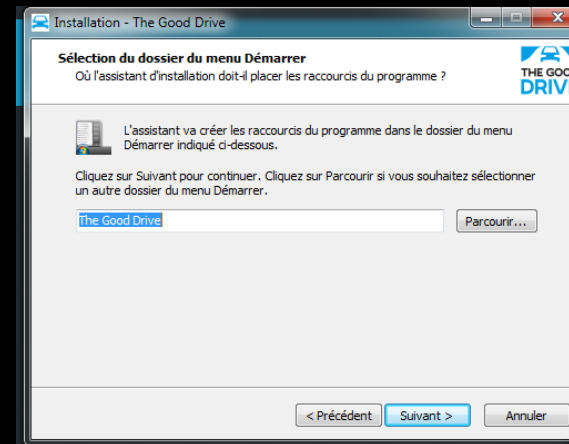 Installation - The Good Drive
Sélection du dossier du menu Démarrer
Où l'assistant d'installation doit-il placer les raccourcis du programme ?
THE GOO
DRIV
L'assistant va créer les raccourcis du programme dans le dossier du menu
Démarrer indiqué ci-dessous.
Cliquez sur Suivant pour continuer. Cliquez sur Parcourir si vous souhaitez sélectionner
un autre dossier du menu Démarrer.
The Good Drive
Parcourir...
< Précédent
Suivant >
Annuler